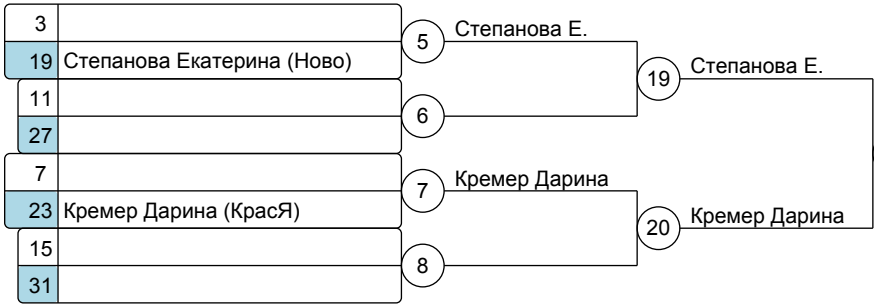 3
5 Степанова Е.
19 Степанова Екатерина (Ново)
19 Степанова Е.
11
6
27
7
7 Кремер Дарина
23 Кремер Дарина (КрасЯ)
20 Кремер Дарина
15
8
31